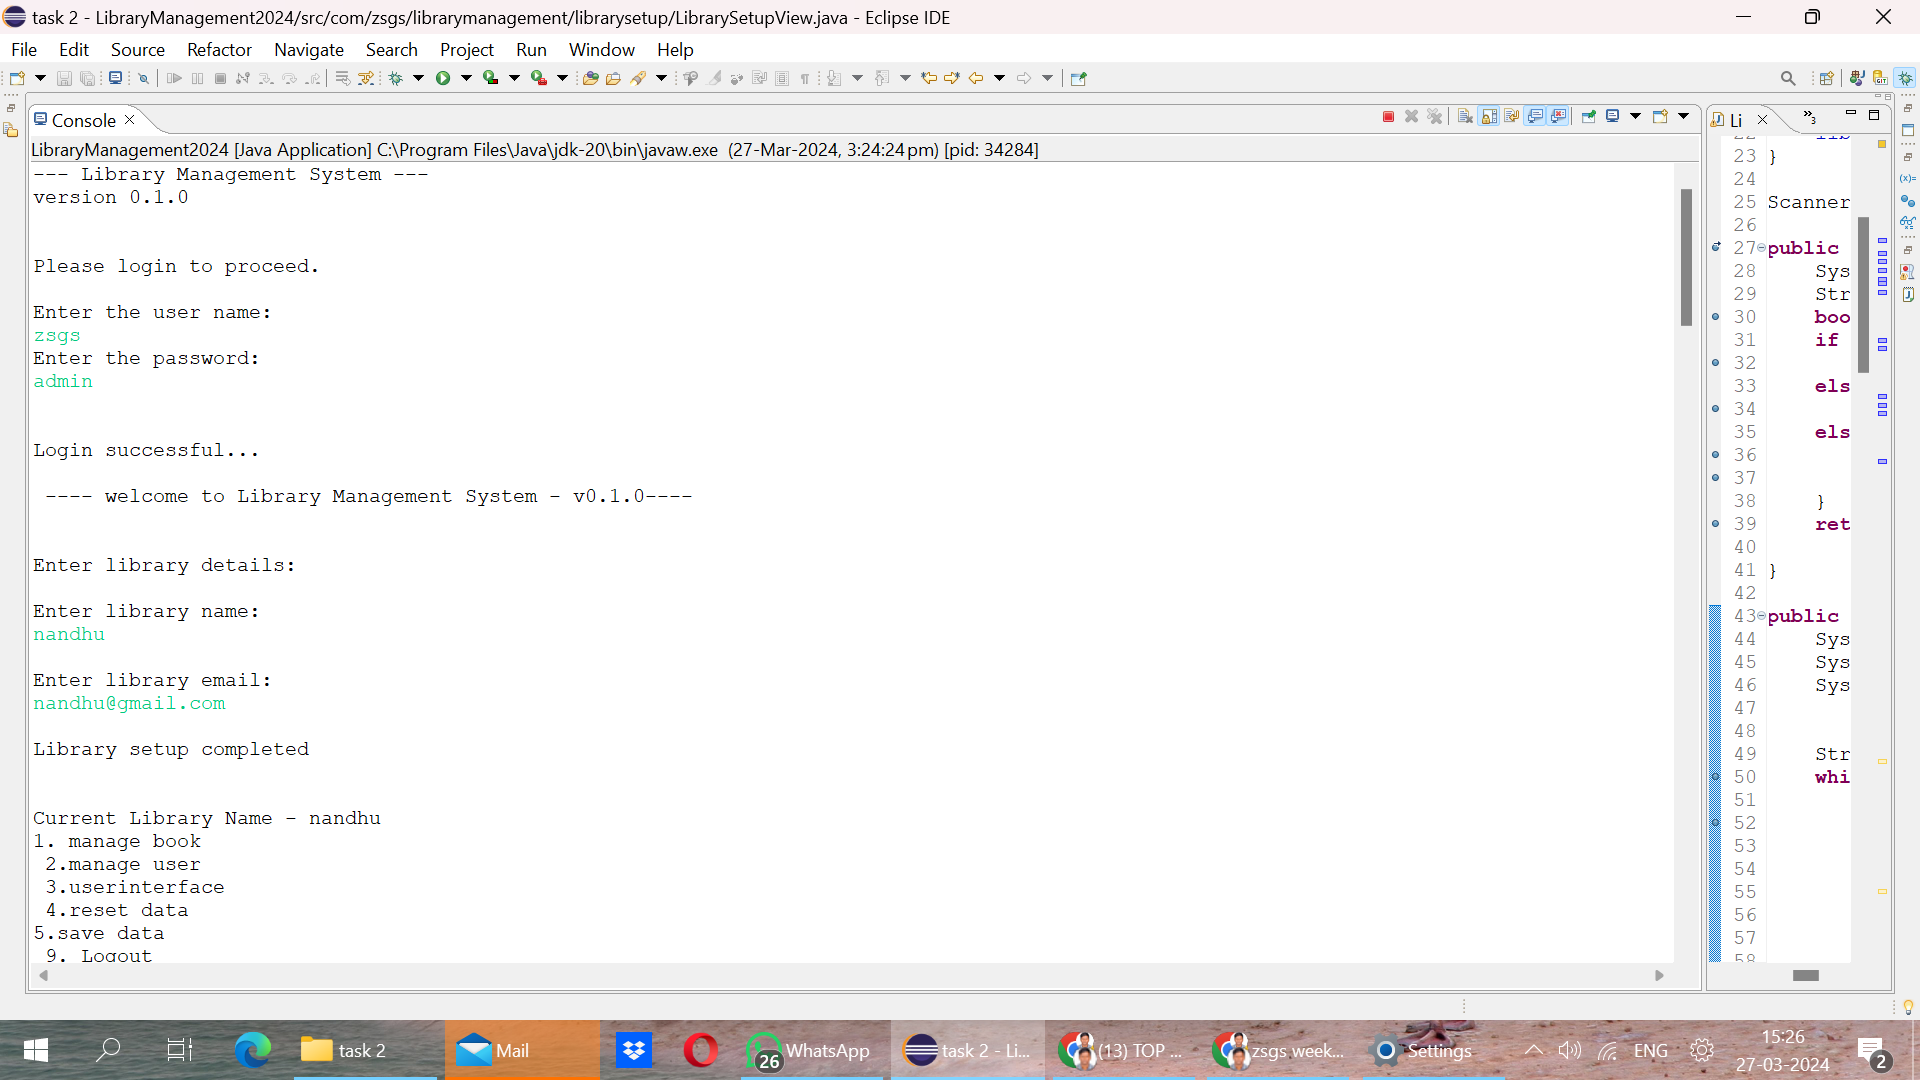 task 2 - LibraryManagement2024/src/com/zsgs/librarymanagement/librarysetup/LibrarySetupView.java - Eclipse IDE
File Edit Source Refactor Navigate Search Project Run Window Help
Console
LibraryManagement2024 [Java Application] C:\Program Files\Java\jdk-20\bin\javaw.exe (27-Mar-2024, 3:24:24 pm) [pid: 34284]
--- Library Management System ---
version 0.1.0
Please login to proceed.
Enter the user name:
zsgs
Enter the password:
admin
Login successful...
---- welcome to Library Management System - v0.1.0----
Enter library details:
Enter library name:
nandhu
Enter library email:
nandhu@gmail.com
Library setup completed
Current Library Name - nandhu
1. manage book
2.manage user
3.userinterface
4.reset data
5.save data
9. Logout
Li
3
23 }
24
25 Scanner
26
27 public
28 Sys
29 Str
30 boo
31 if
32
33 els
34
35 els
36
37
38 }
39 ret
40
41 }
42
43 public
44 Sys
45 Sys
46 Sys
47
48
49 Str
50 whi
51
52
53
54
55
56
57
58
task 2
Mail
26
WhatsApp
task 2 - Li...
(13) TOP ...
zsgs week...
Settings
ENG
15:26
27-03-2024
2